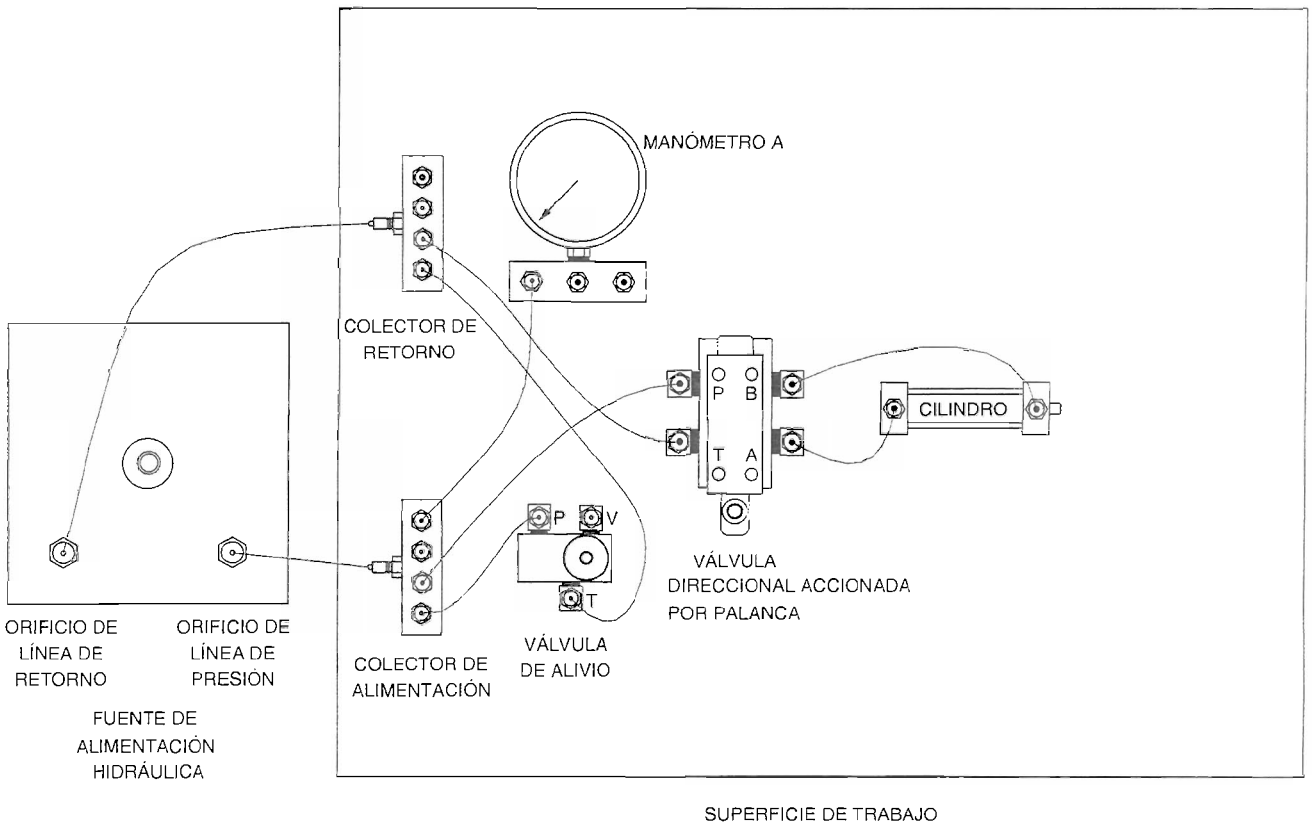 MANÓMETRO A
COLECTOR DE
RETORNO
P B
T A
CILINDRO
P V
T
VÁLVULA
DIRECCIONAL ACCIONADA
POR PALANCA
VÁLVULA
DE ALIVIO
COLECTOR DE
ALIMENTACIÓN
ORIFICIO DE
LÍNEA DE
RETORNO
ORIFICIO DE
LÍNEA DE
PRESIÓN
FUENTE DE
ALIMENTACIÓN
HIDRÁULICA
SUPERFICIE DE TRABAJO